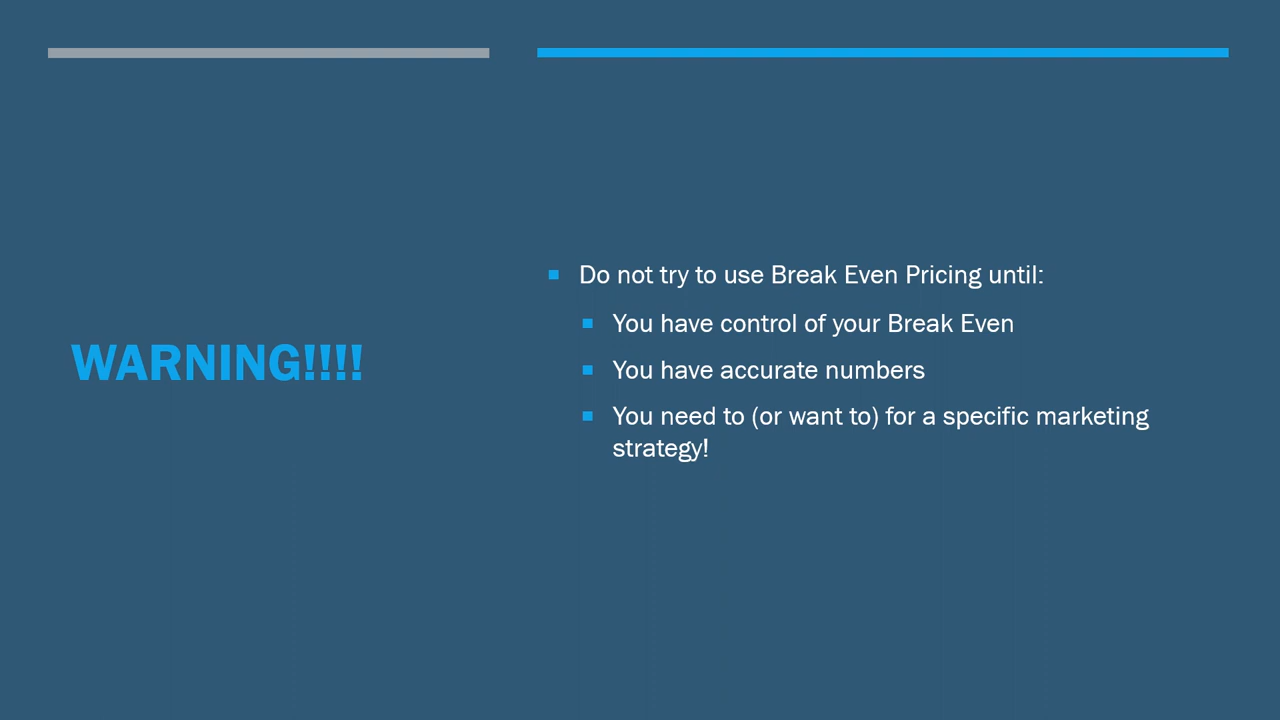 WARNING!!!!
Do not try to use Break Even Pricing until:
You have control of your Break Even
You have accurate numbers
You need to (or want to) for a specific marketing
strategy!